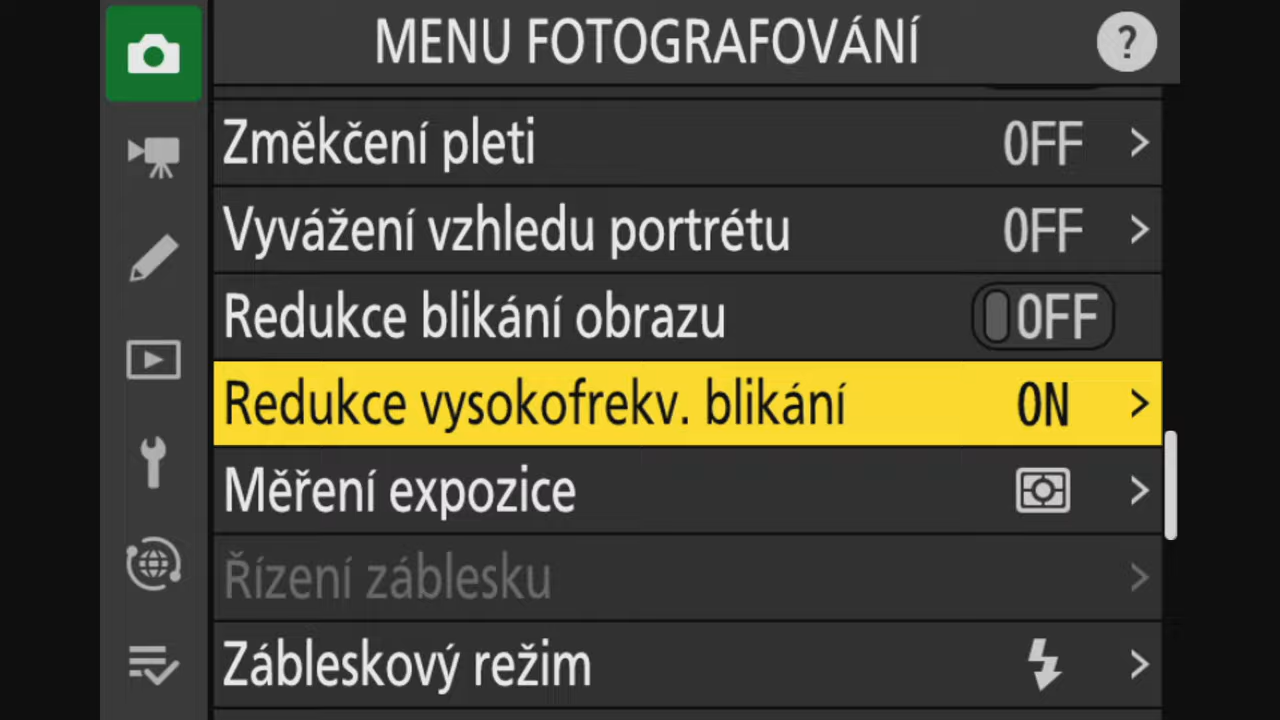 MENU FOTOGRAFOVÁNÍ ?
Změkčení pleti OFF >
Vyvážení vzhledu portrétu OFF >
Redukce blikání obrazu OFF
Redukce vysokofrekv. blikání ON >
Měření expozice >
Řízení záblesku >
Zábleskový režim >